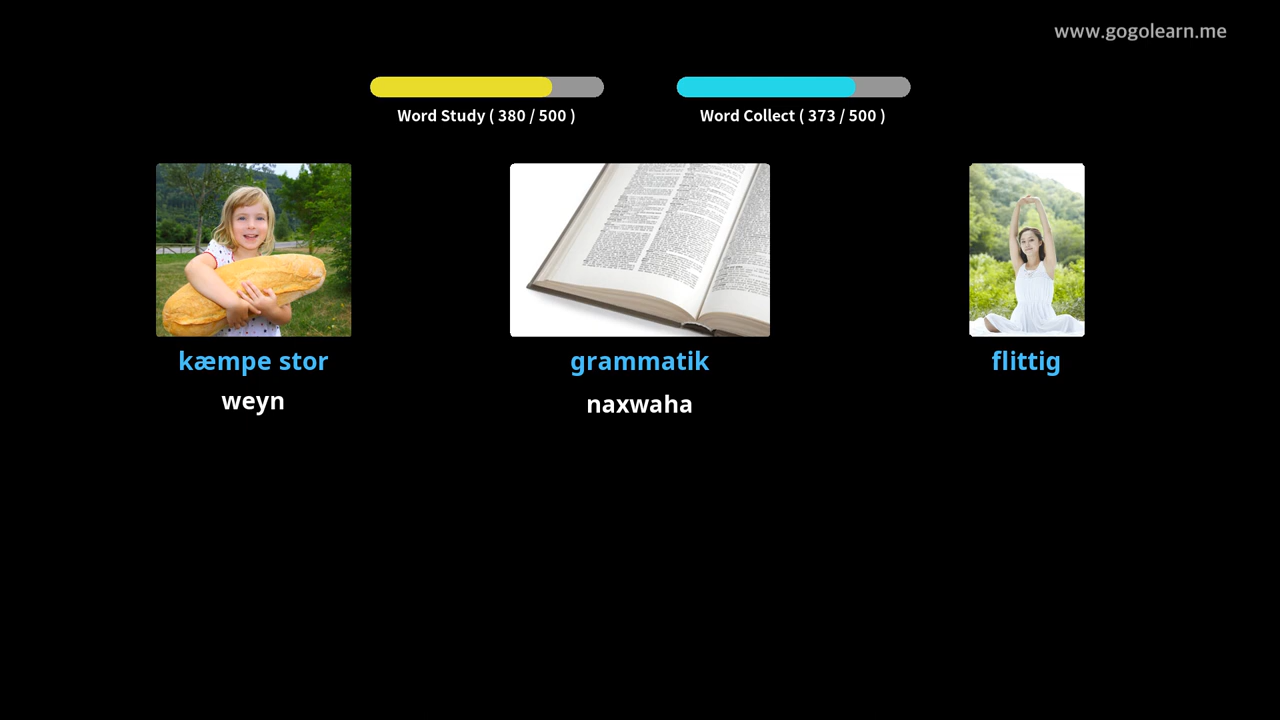 www.gogolearn.me
Word Study ( 380 / 500 )
Word Collect ( 373 / 500 )
kæmpe stor
grammatik
flittig
weyn
naxwaha